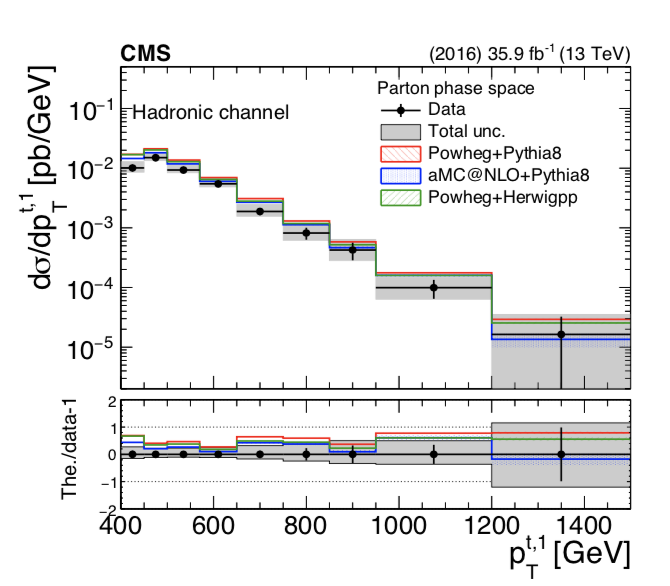 CMS (2016) 35.9 fb⁻¹ (13 TeV)
dσ/dp_T^{t,1} [pb/GeV]
10⁻¹
10⁻²
10⁻³
10⁻⁴
10⁻⁵
Hadronic channel
Parton phase space
Data
Total unc.
Powheg+Pythia8
aMC@NLO+Pythia8
Powheg+Herwigpp
The./data-1
2
1
0
−1
−2
400 600 800 1000 1200 1400
p_T^{t,1} [GeV]